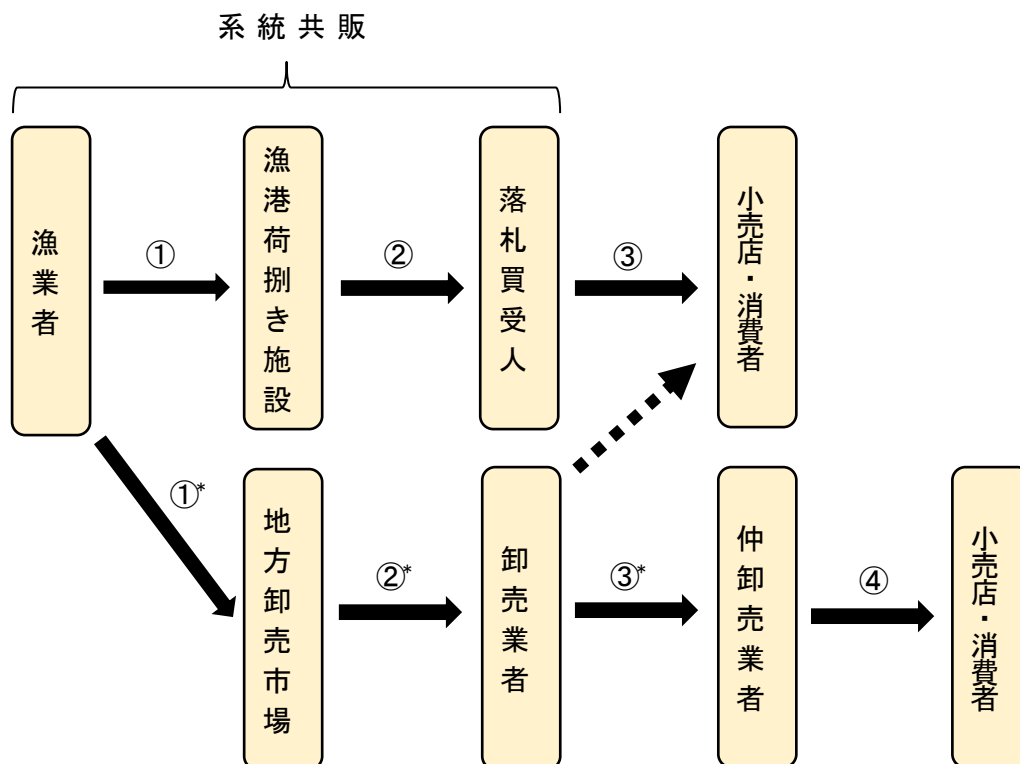 系統共販
漁業者
①
漁港荷捌き施設
②
落札買受人
③
小売店・消費者
①*
地方卸売市場
②*
卸売業者
③*
仲卸売業者
④
小売店・消費者